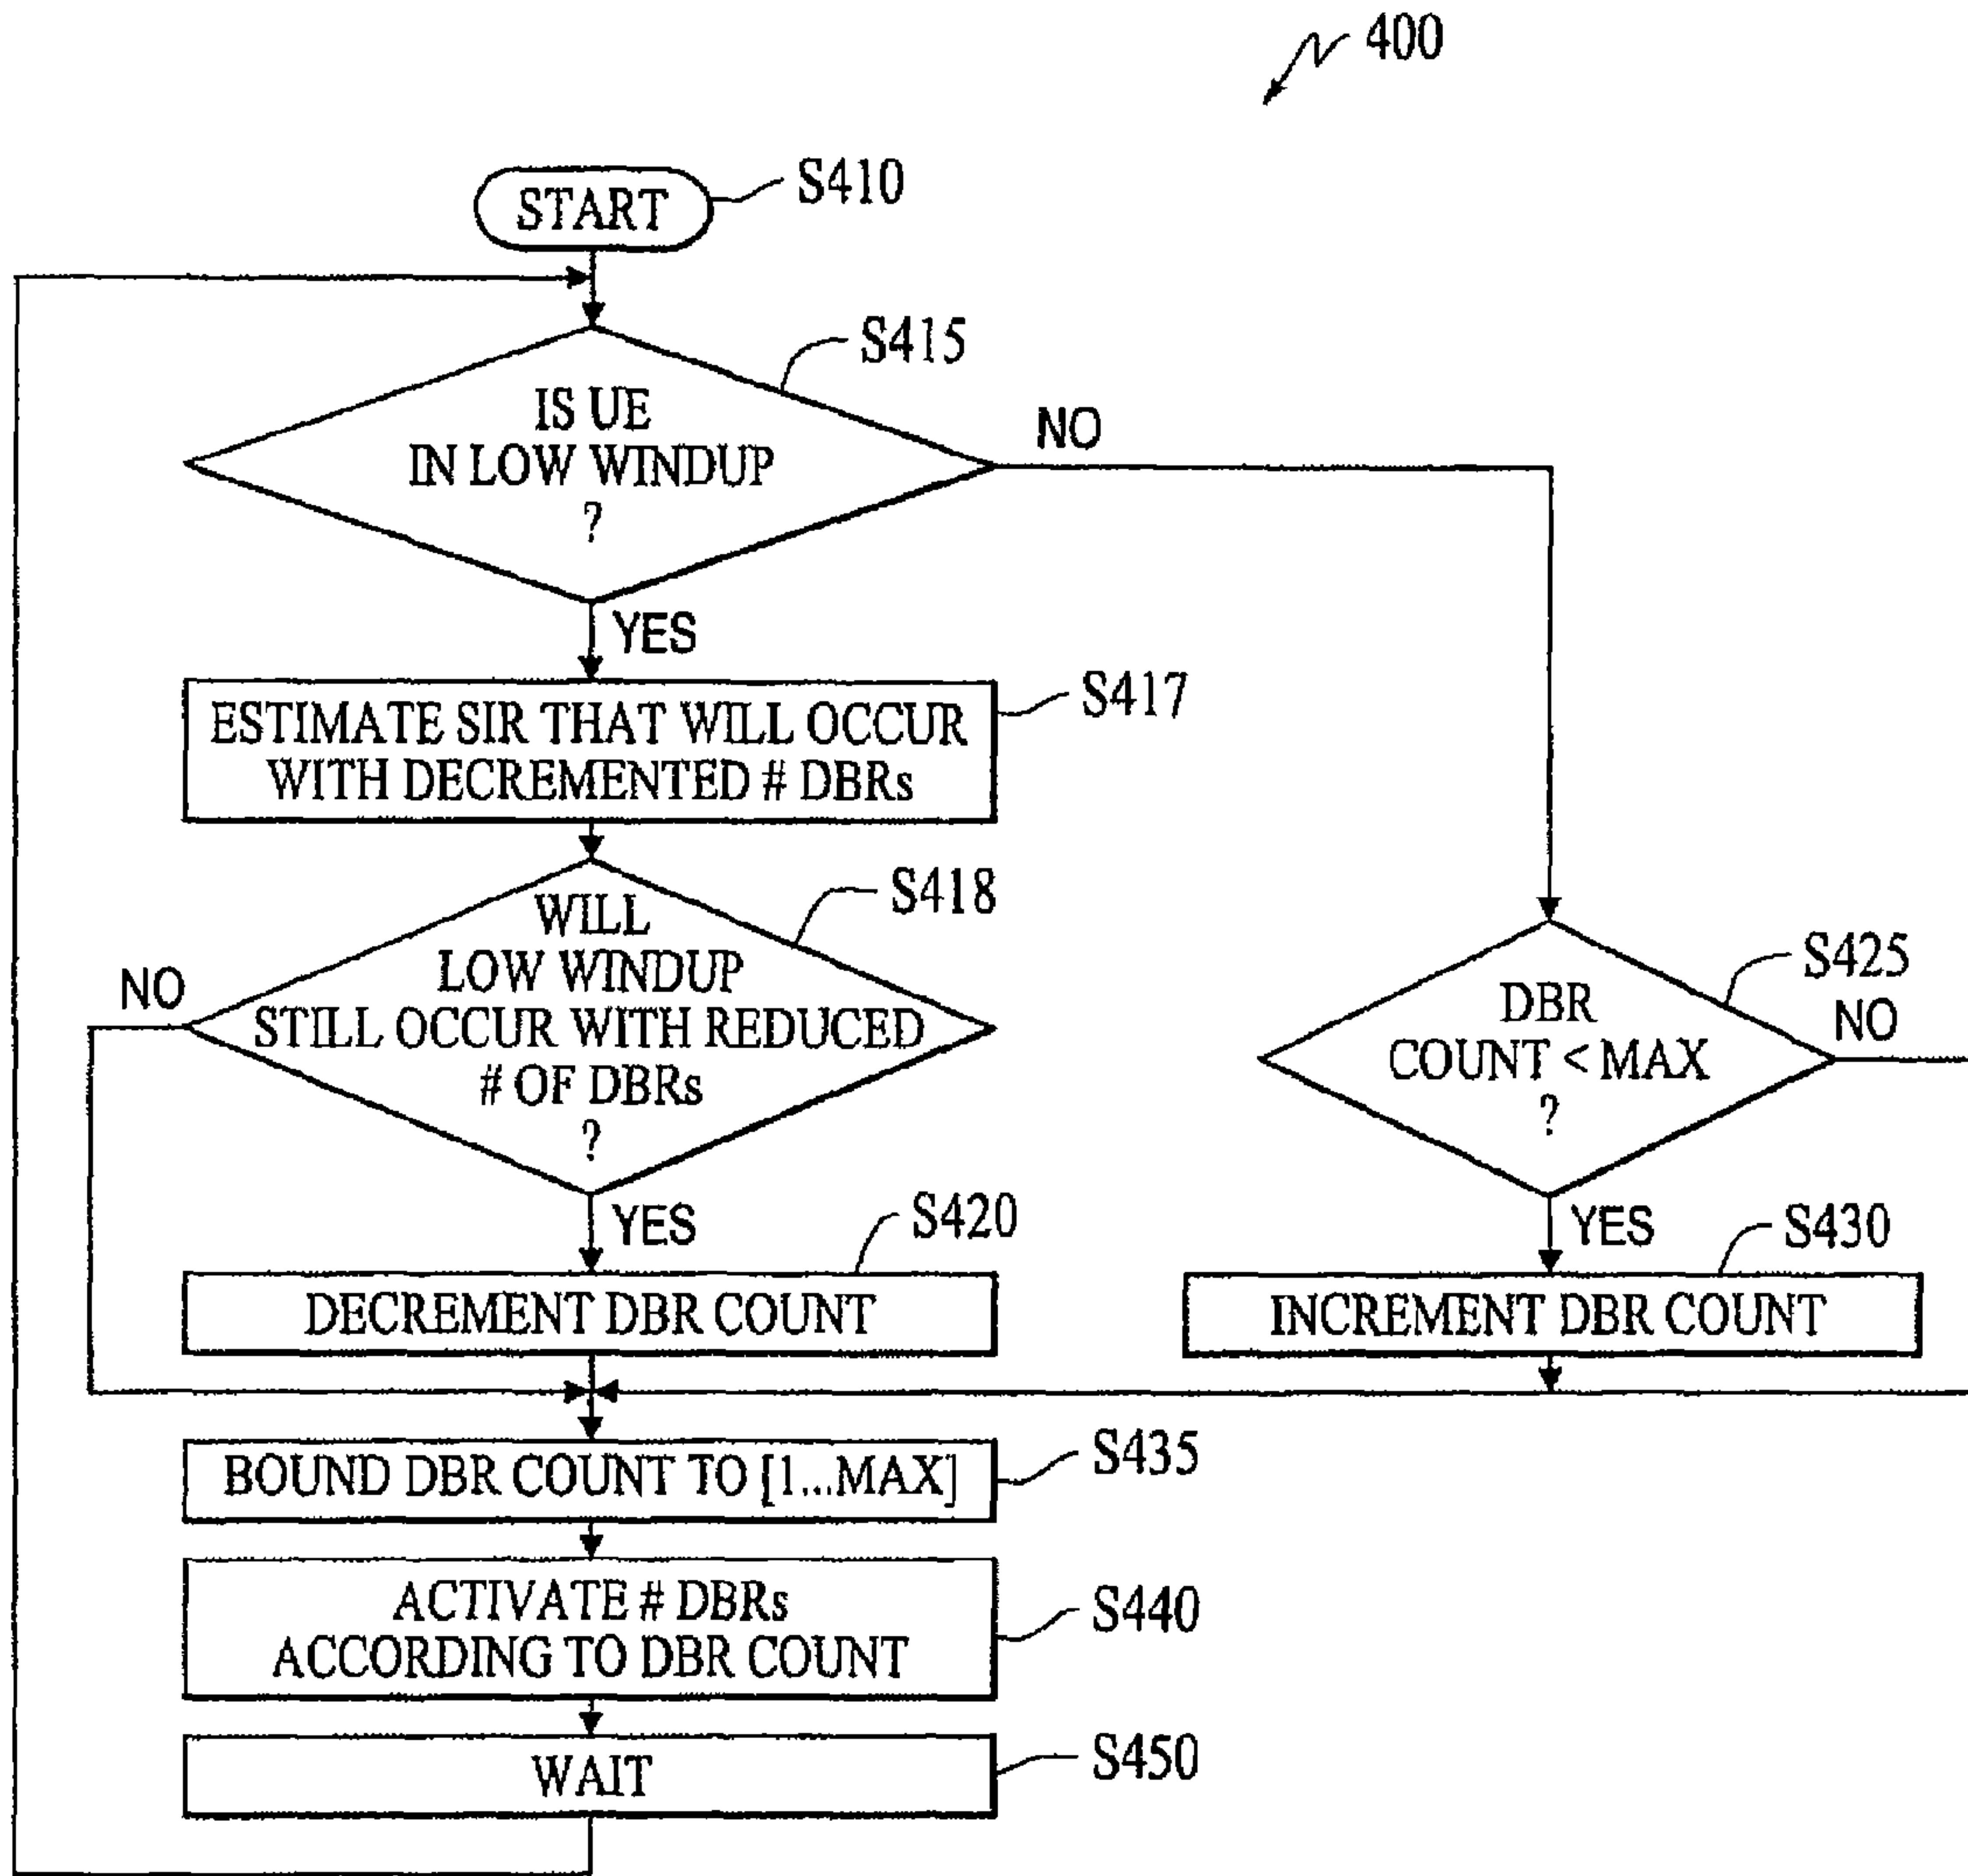 400
START
S410
S415
IS UE
IN LOW WINDUP
?
NO
YES
ESTIMATE SIR THAT WILL OCCUR
WITH DECREMENTED # DBRs
S417
WILL
LOW WINDUP
STILL OCCUR WITH REDUCED
# OF DBRs
?
S418
NO
YES
S425
DBR
COUNT < MAX
?
NO
YES
S420
DECREMENT DBR COUNT
S430
INCREMENT DBR COUNT
BOUND DBR COUNT TO [1...MAX]
S435
ACTIVATE # DBRs
ACCORDING TO DBR COUNT
S440
WAIT
S450